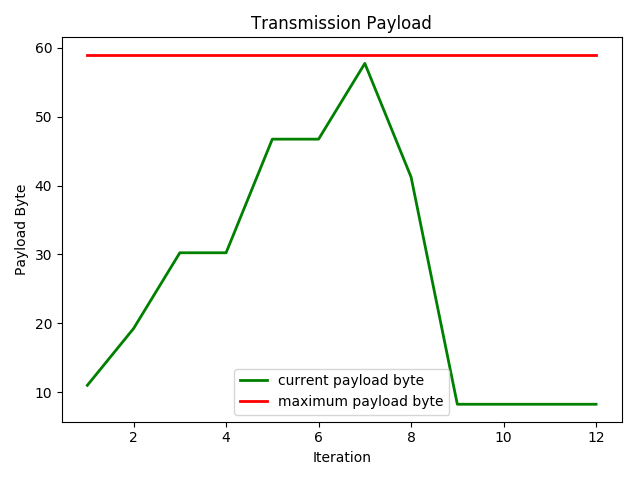 Transmission Payload
Payload Byte
60
50
40
30
20
10
current payload byte
maximum payload byte
2 4 6 8 10 12
Iteration